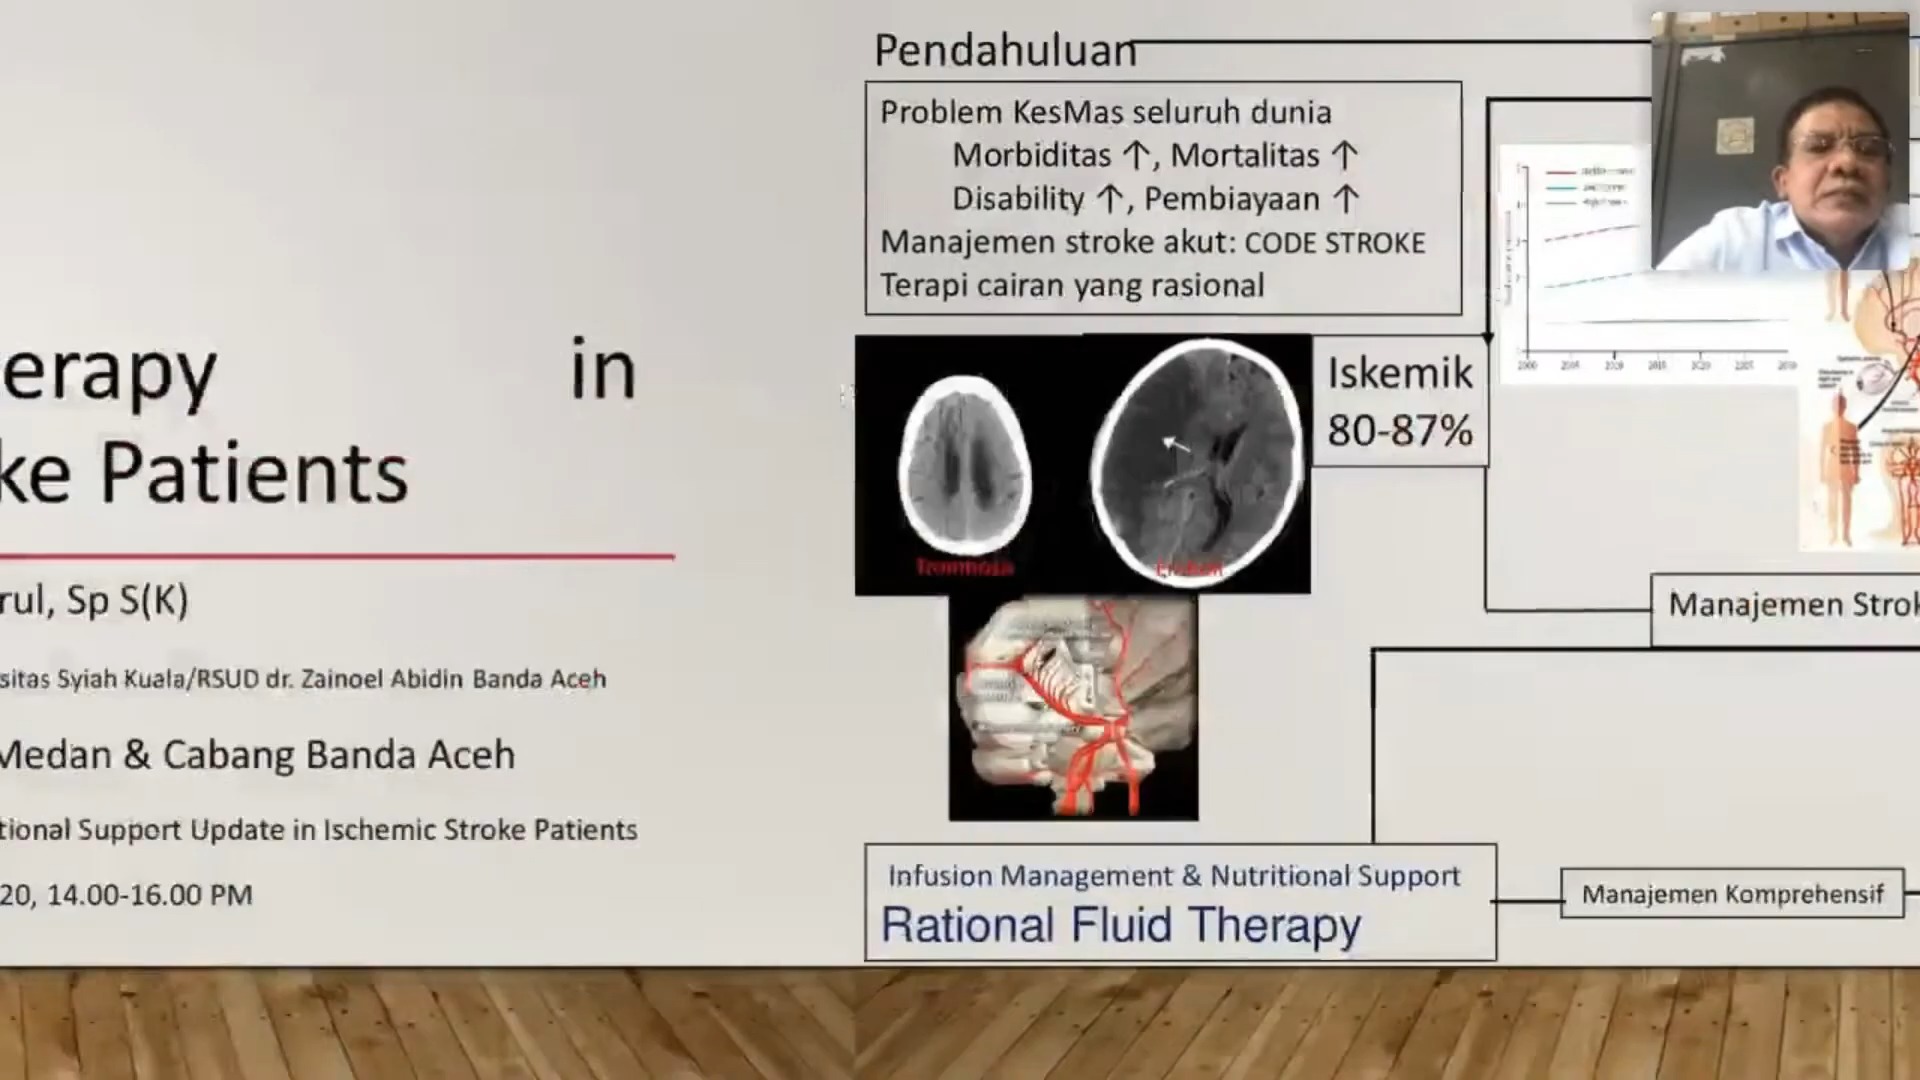 erapy in
ke Patients
rul, Sp S(K)
sitas Syiah Kuala/RSUD dr. Zainoel Abidin Banda Aceh
Medan & Cabang Banda Aceh
tional Support Update in Ischemic Stroke Patients
20, 14.00-16.00 PM
Pendahuluan
Problem KesMas seluruh dunia
Morbiditas ↑, Mortalitas ↑
Disability ↑, Pembiayaan ↑
Manajemen stroke akut: CODE STROKE
Terapi cairan yang rasional
Iskemik
80-87%
Trombosis
Emboli
Manajemen Strok
Infusion Management & Nutritional Support
Rational Fluid Therapy
Manajemen Komprehensif